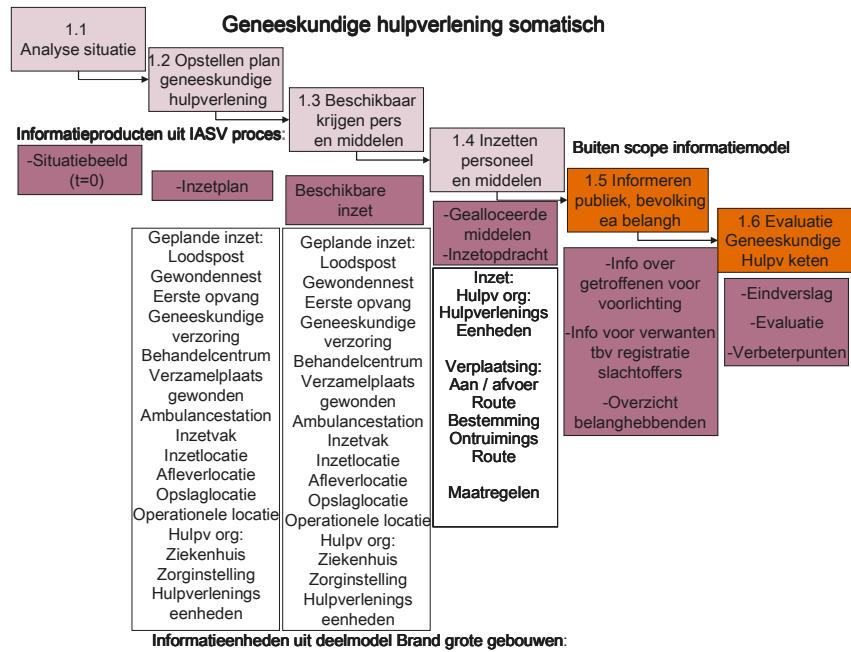 Geneeskundige hulpverlening somatisch
1.1
Analyse situatie
1.2 Opstellen plan
geneeskundige
hulpverlening
1.3 Beschikbaar
krijgen pers
en middelen
1.4 Inzetten
personeel
en middelen
Buiten scope informatiemodel
1.5 Informeren
publiek, bevolking
ea belangh
1.6 Evaluatie
Geneeskundige
Hulpv keten
Informatieproducten uit IASV proces:
-Situatiebeeld
(t=0)
-Inzetplan
Beschikbare
inzet
-Gealloceerde
middelen
-Inzetopdracht
-Info over
getroffenen voor
voorlichting
-Info voor verwanten
tbv registratie
slachtoffers
-Overzicht
belanghebbenden
-Eindverslag
-Evaluatie
-Verbeterpunten
Geplande inzet:
Loodspost
Gewondennest
Eerste opvang
Geneeskundige
verzoring
Behandelcentrum
Verzamelplaats
gewonden
Ambulancestation
Inzetvak
Inzetlocatie
Afleverlocatie
Opslaglocatie
Operationele locatie
Hulpv org:
Ziekenhuis
Zorginstelling
Hulpverlenings
eenheden
Geplande inzet:
Loodspost
Gewondennest
Eerste opvang
Geneeskundige
verzoring
Behandelcentrum
Verzamelplaats
gewonden
Ambulancestation
Inzetvak
Inzetlocatie
Afleverlocatie
Opslaglocatie
Operationele locatie
Hulpv org:
Ziekenhuis
Zorginstelling
Hulpverlenings
eenheden
Inzet:
Hulpv org:
Hulpverlenings
Eenheden
Verplaatsing:
Aan / afvoer
Route
Bestemming
Ontruimings
Route
Maatregelen
Informatieenheden uit deelmodel Brand grote gebouwen: